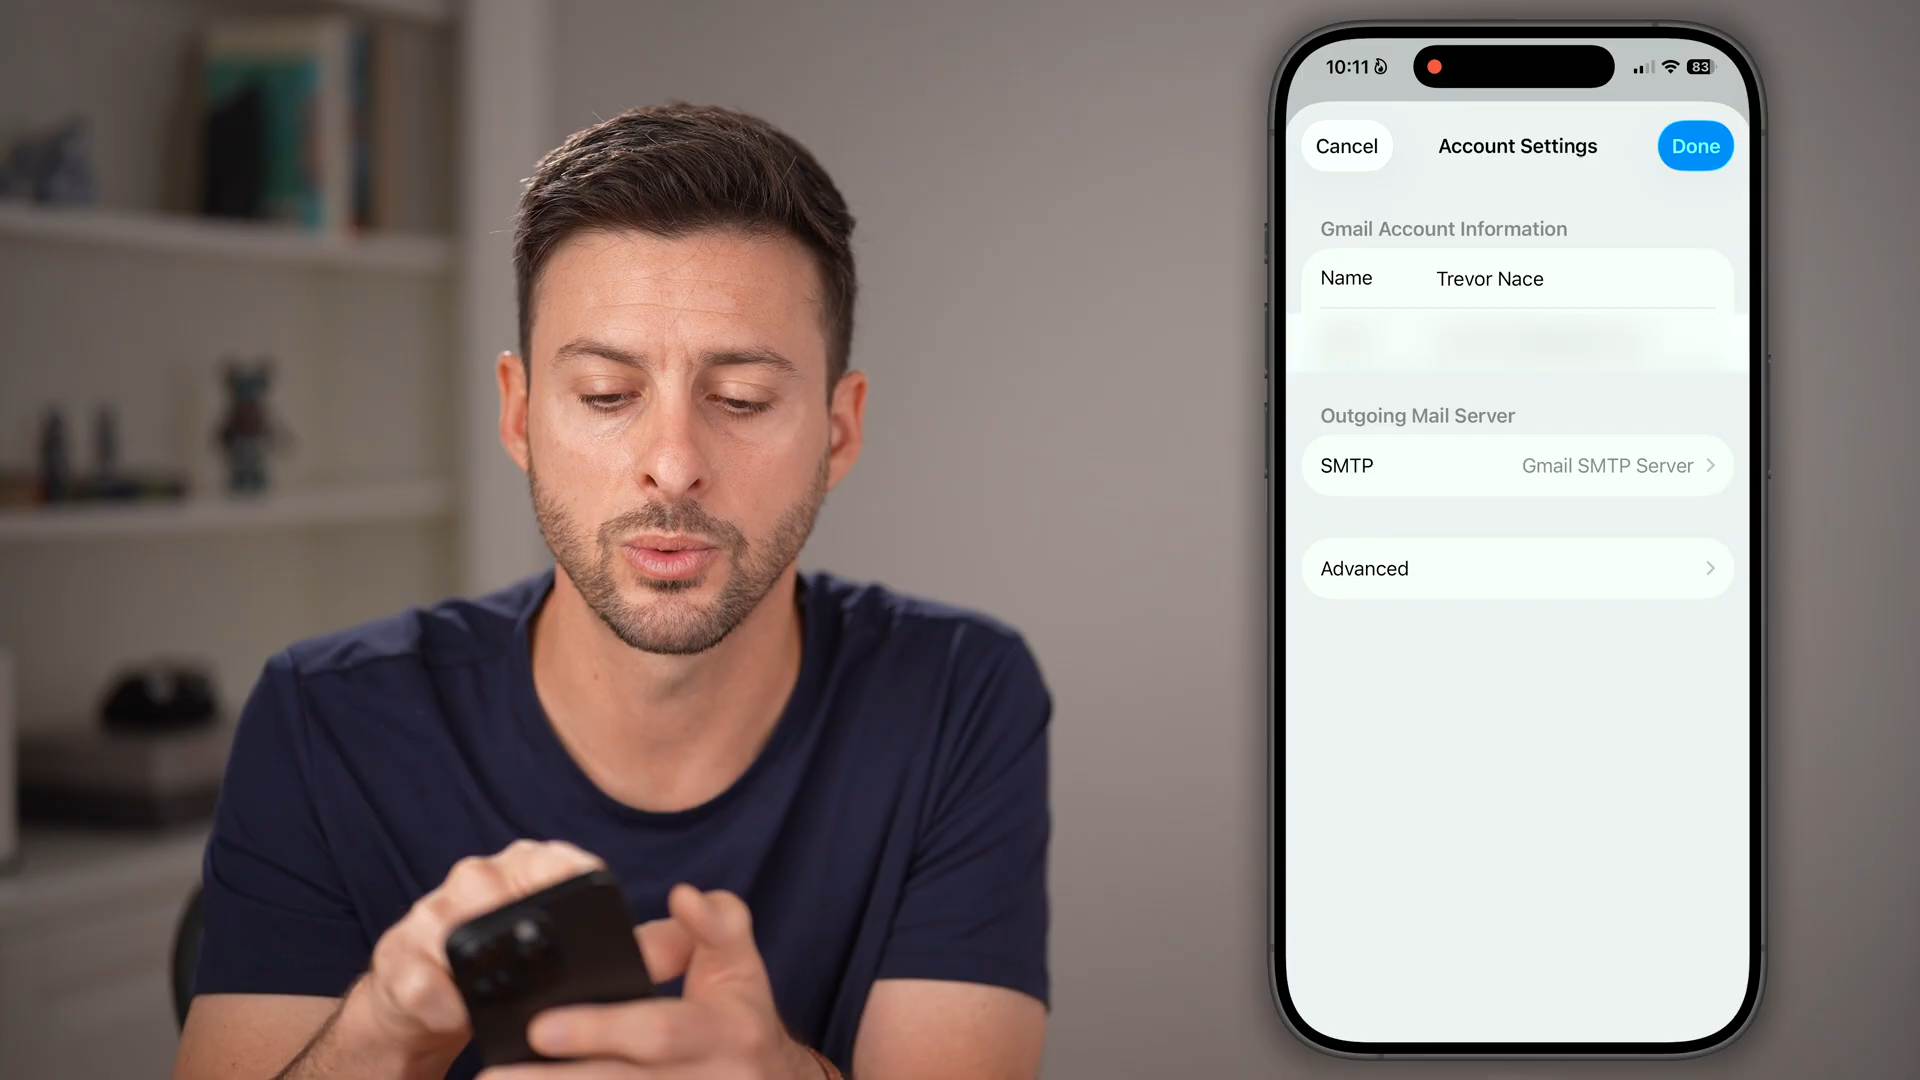 10:11
83
Cancel
Account Settings
Done
Gmail Account Information
Name
Trevor Nace
Outgoing Mail Server
SMTP
Gmail SMTP Server
Advanced